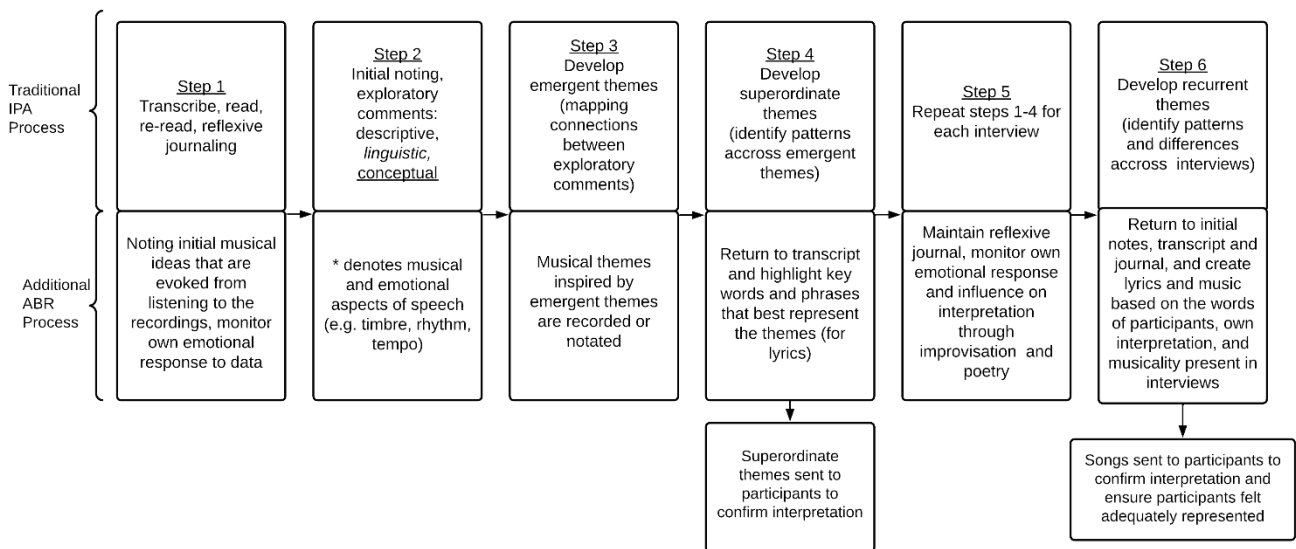 Traditional
IPA
Process
Step 1
Transcribe, read,
re-read, reflexive
journaling
Step 2
Initial noting,
exploratory
comments:
descriptive,
linguistic,
conceptual
Step 3
Develop
emergent themes
(mapping
connections
between
exploratory
comments)
Step 4
Develop
superordinate
themes
(identify patterns
accross emergent
themes)
Step 5
Repeat steps 1-4 for
each interview
Step 6
Develop recurrent
themes
(identify patterns
and differences
accross interviews)
Additional
ABR
Process
Noting initial musical
ideas that are
evoked from
listening to the
recordings, monitor
own emotional
response to data
* denotes musical
and emotional
aspects of speech
(e.g. timbre, rhythm,
tempo)
Musical themes
inspired by
emergent themes
are recorded or
notated
Return to transcript
and highlight key
words and phrases
that best represent
the themes (for
lyrics)
Maintain reflexive
journal, monitor own
emotional response
and influence on
interpretation
through
improvisation and
poetry
Return to initial
notes, transcript and
journal, and create
lyrics and music
based on the words
of participants, own
interpretation, and
musicality present in
interviews
Superordinate
themes sent to
participants to
confirm interpretation
Songs sent to participants to
confirm interpretation and
ensure participants felt
adequately represented